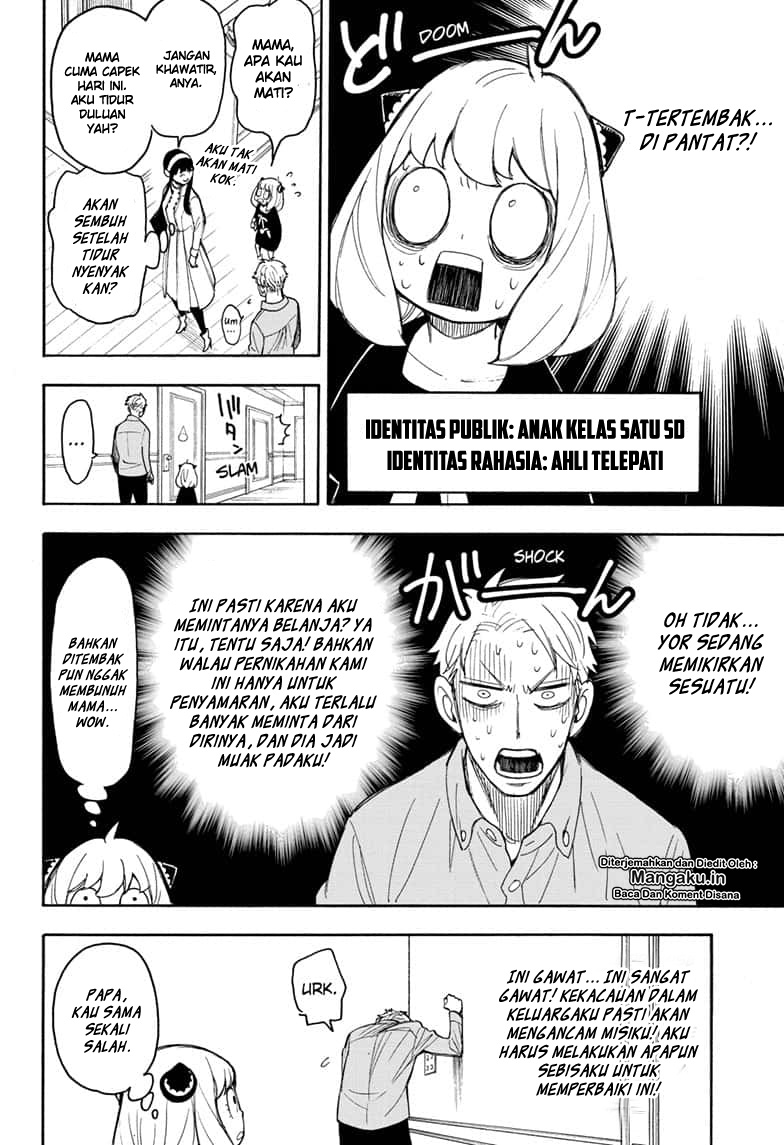 ど――ん
DOOM
T-TERTEMBAK...
DI PANTAT?!
IDENTITAS PUBLIK: ANAK KELAS SATU SD
IDENTITAS RAHASIA: AHLI TELEPATI
MAMA,
APA KAU
AKAN
MATI?
JANGAN
KHAWATIR,
ANYA.
MAMA
CUMA CAPEK
HARI INI.
AKU TIDUR
DULUAN
YAH?
AKU TAK
AKAN MATI
KOK.
AKAN
SEMBUH
SETELAH
TIDUR
NYENYAK
KAN?
um...
...
SLAM
SHOCK
が――ん
OH TIDAK...
YOR SEDANG
MEMIKIRKAN
SESUATU!
INI PASTI KARENA AKU
MEMINTANYA BELANJA? YA
ITU, TENTU SAJA! BAHKAN
WALAU PERNIKAHAN KAMI
INI HANYA UNTUK
PENYAMARAN, AKU TERLALU
BANYAK MEMINTA DARI
DIRINYA, DAN DIA JADI
MUAK PADAKU!
BAHKAN
DITEMBAK
PUN NGGAK
MEMBUNUH
MAMA...
WOW.
Diterjemahkan dan Diedit Oleh :
Mangaku.in
Baca Dan Koment Disana
INI GAWAT... INI SANGAT
GAWAT! KEKACAUAN DALAM
KELUARGAKU PASTI AKAN
MENGANCAM MISIKU! AKU
HARUS MELAKUKAN APAPUN
SEBISAKU UNTUK
MEMPERBAIKI INI!
URK.
PAPA,
KAU SAMA
SEKALI
SALAH.